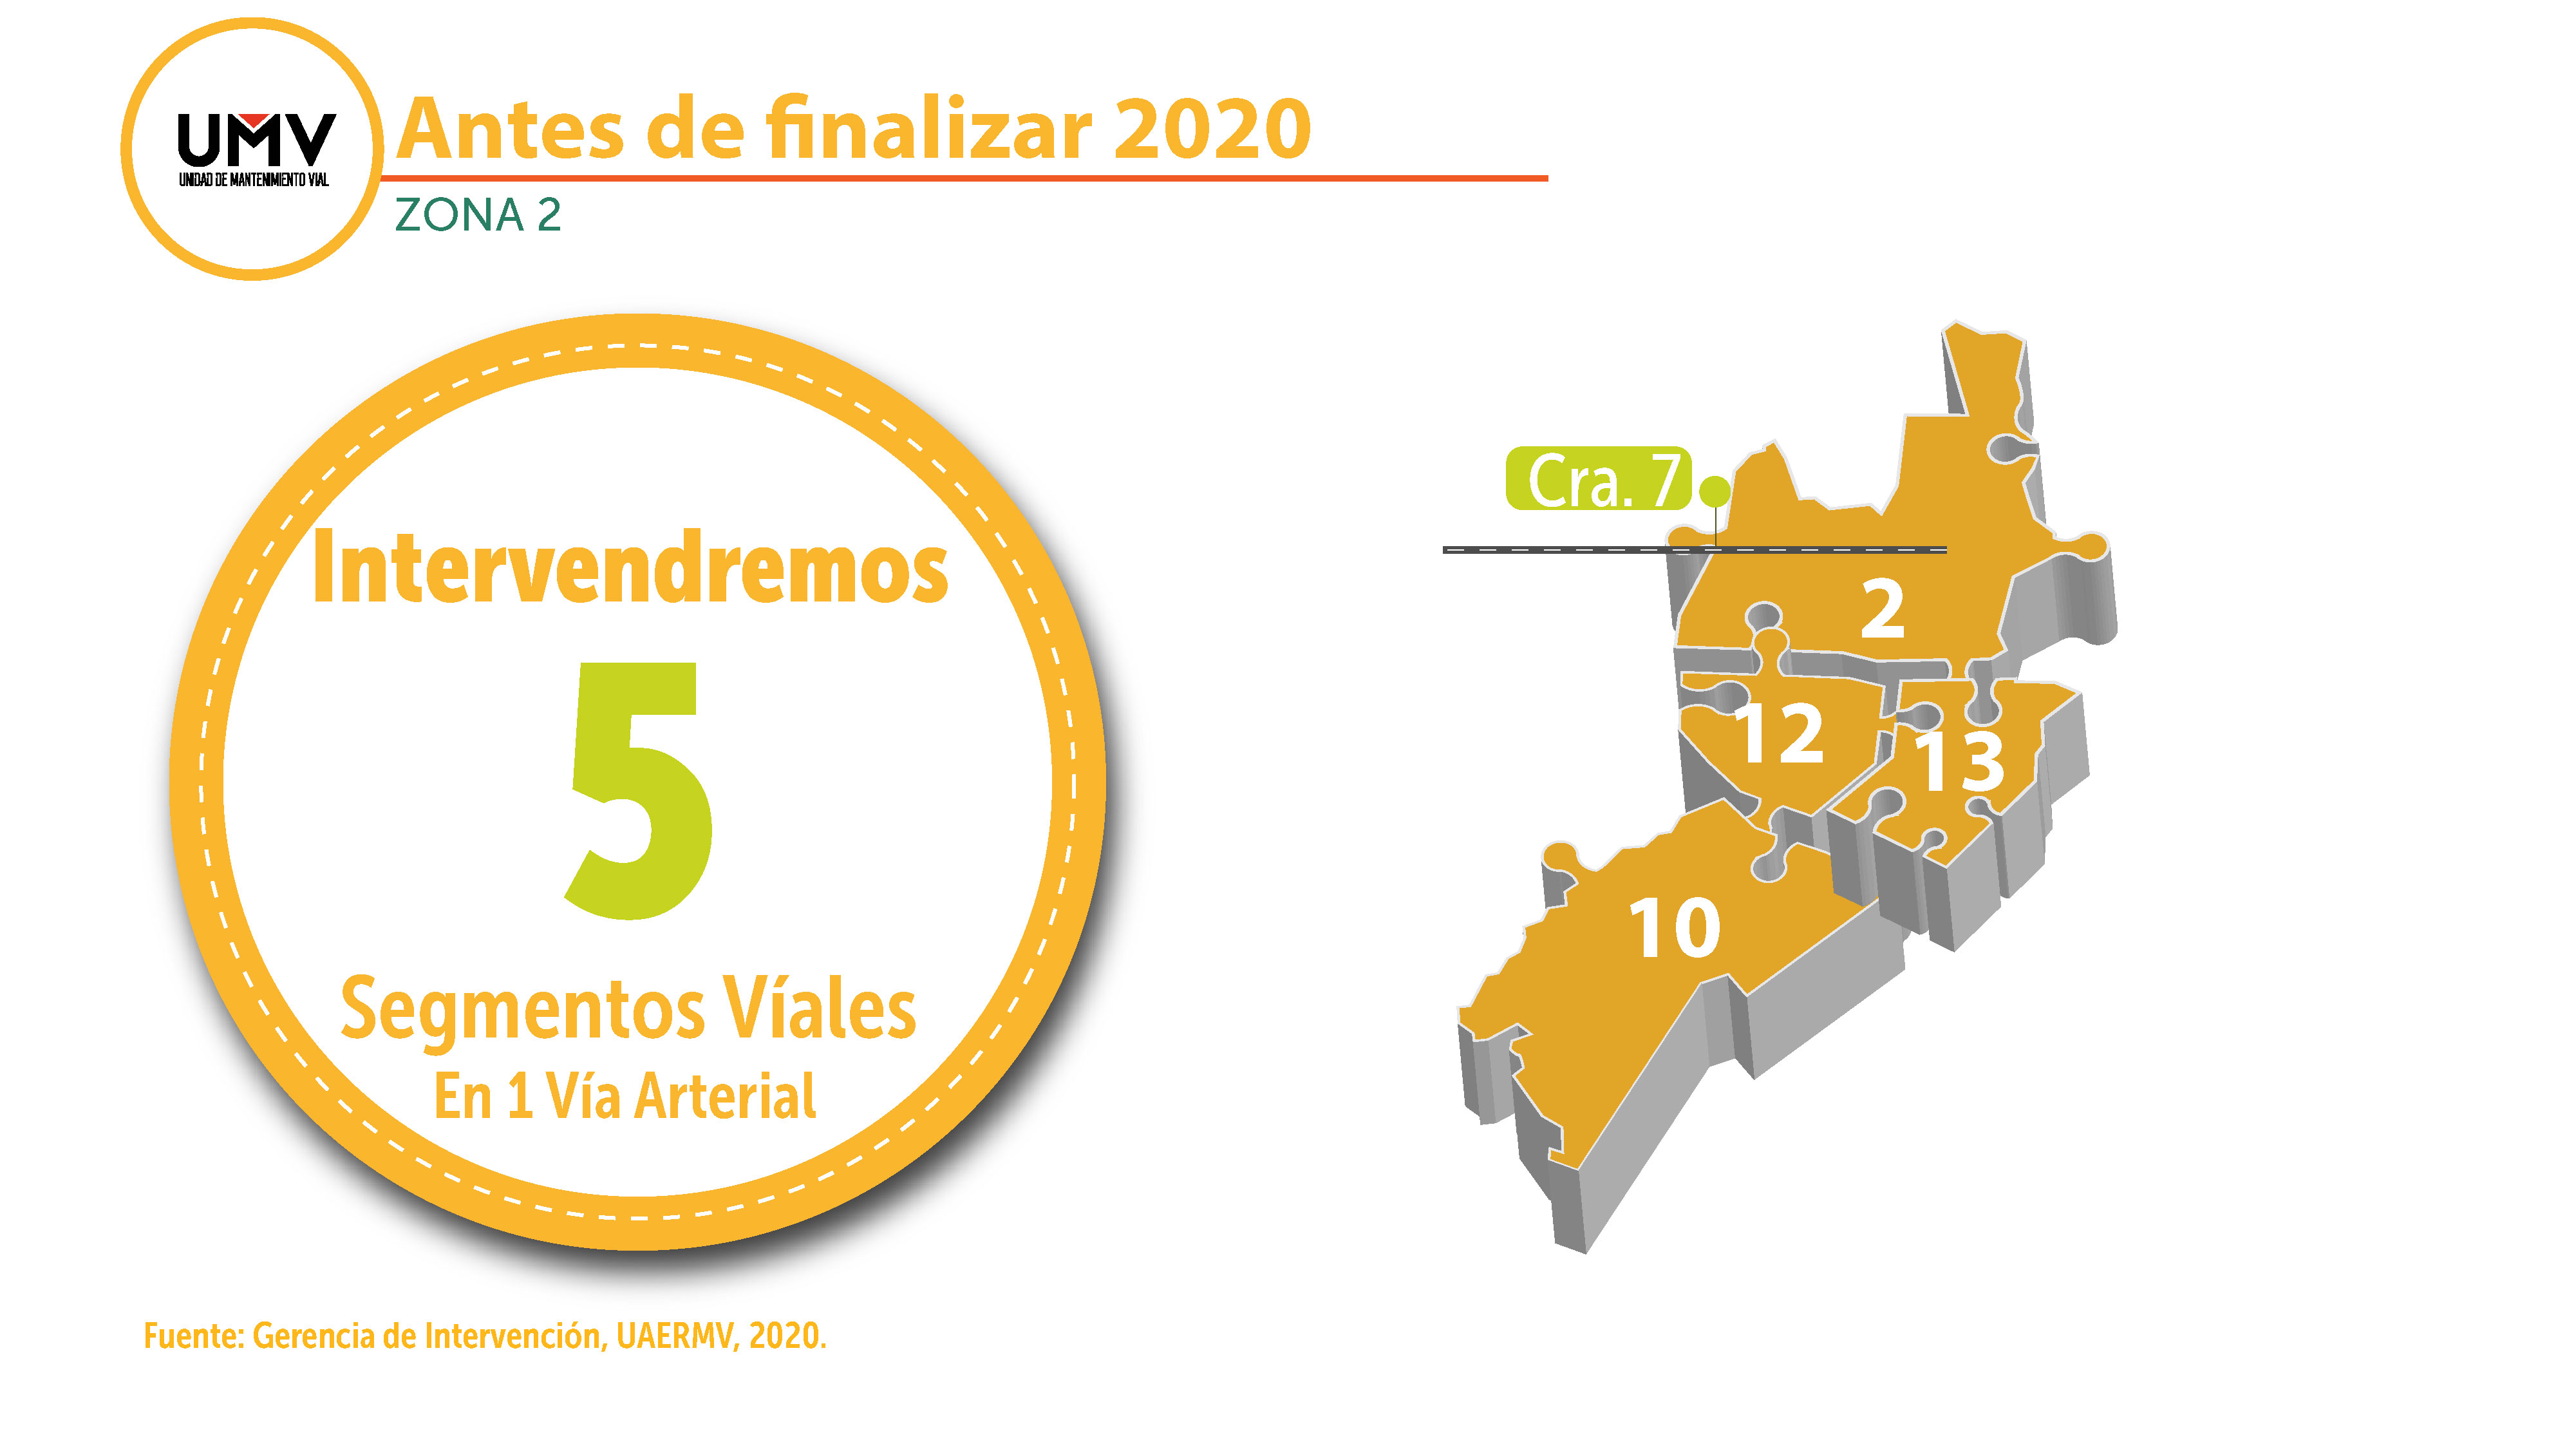 UMV
UNIDAD DE MANTENIMIENTO VIAL
Antes de finalizar 2020
ZONA 2
Intervendremos
5
Segmentos Víales
En 1 Vía Arterial
Cra. 7
2
12
13
10
Fuente: Gerencia de Intervención, UAERMV, 2020.